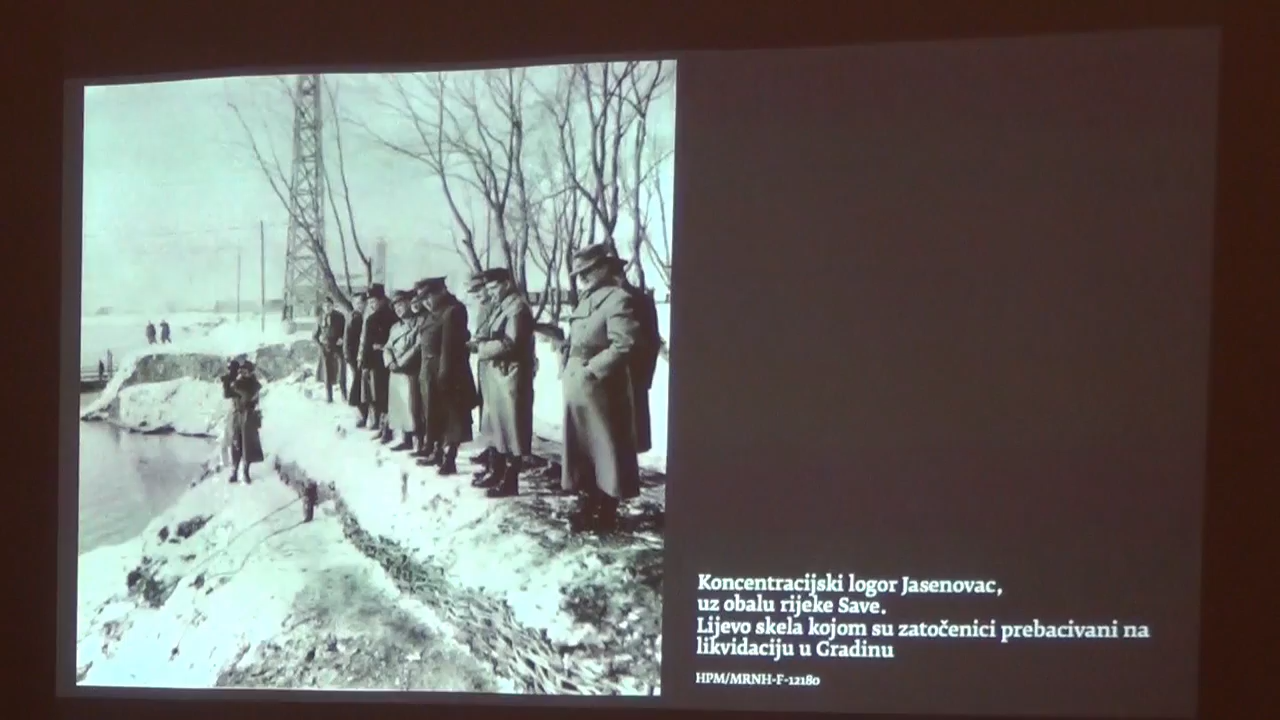 Koncentracijski logor Jasenovac,
uz obalu rijeke Save.
Lijevo skela kojom su zatočenici prebacivani na
likvidaciju u Gradinu
HPM/MRNH-F-12180